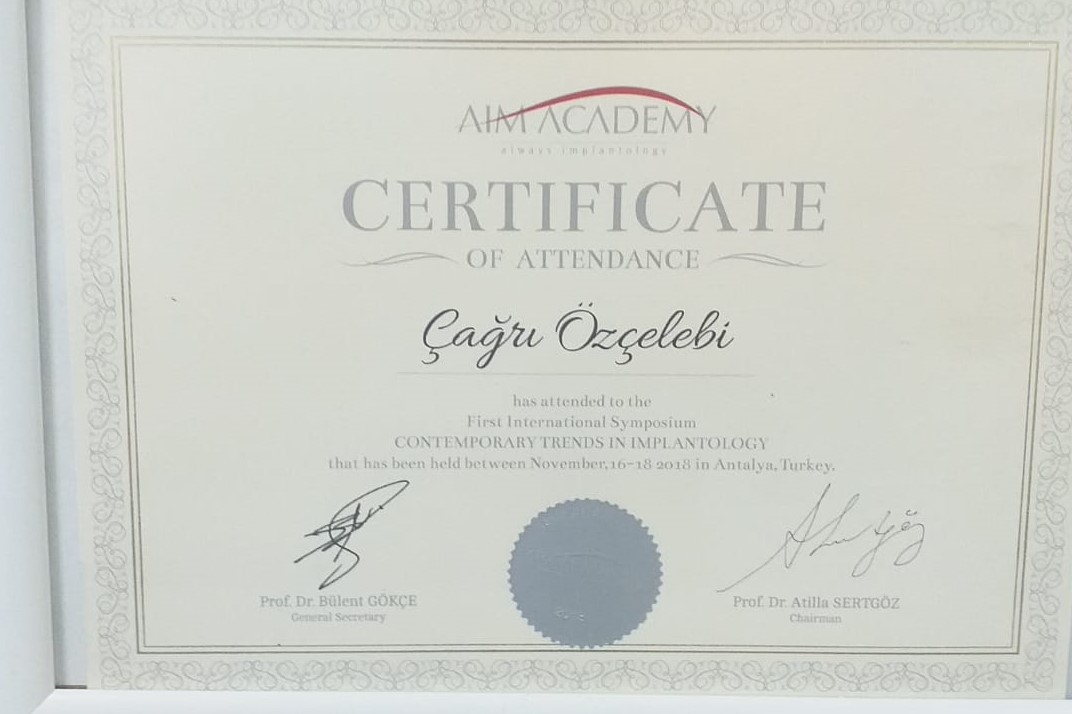 AIM ACADEMY
always implantology
CERTIFICATE
OF ATTENDANCE
Çağrı Özçelebi
has attended to the
First International Symposium
CONTEMPORARY TRENDS IN IMPLANTOLOGY
that has been held between November,16-18 2018 in Antalya, Turkey.
Prof. Dr. Bülent GÖKÇE
General Secretary
Prof. Dr. Atilla SERTGÖZ
Chairman